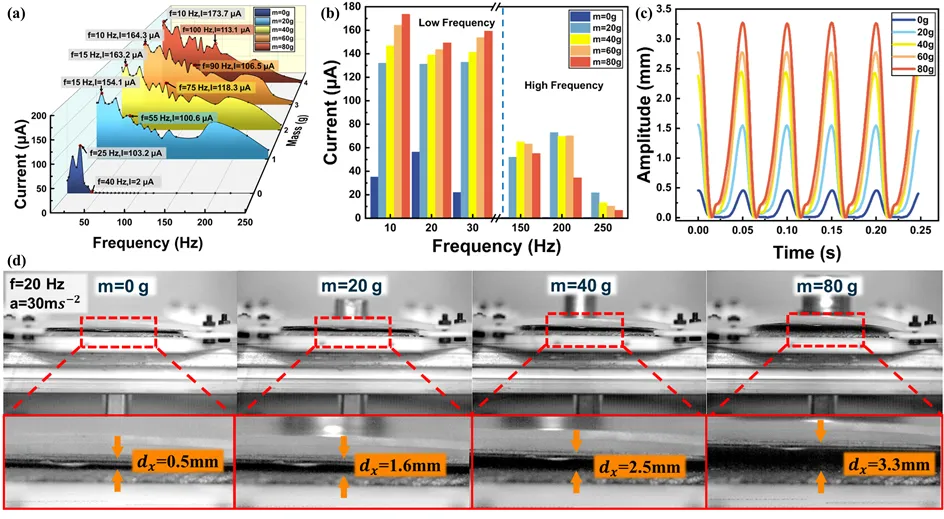 (a)
f=10 Hz,I=173.7 μA
f=100 Hz,I=113.1 μA
f=10 Hz,I=164.3 μA
f=15 Hz,I=163.2 μA
f=90 Hz,I=106.5 μA
f=15 Hz,I=154.1 μA
f=75 Hz,I=118.3 μA
f=55 Hz,I=100.6 μA
f=25 Hz,I=103.2 μA
f=40 Hz,I=2 μA
m=0g
m=20g
m=40g
m=60g
m=80g
Current (μA)
200
150
100
50
0
50
100
150
200
250
Frequency (Hz)
0
1
2
3
4
Mass (g)
(b)
Low Frequency
High Frequency
m=0g
m=20g
m=40g
m=60g
m=80g
Current (μA)
180
160
140
120
100
80
60
40
20
0
10
20
30
150
200
250
Frequency (Hz)
(c)
0g
20g
40g
60g
80g
Amplitude (mm)
3.5
3.0
2.5
2.0
1.5
1.0
0.5
0.0
0.00
0.05
0.10
0.15
0.20
0.25
Time (s)
(d)
f=20 Hz
a=30ms⁻²
m=0 g
m=20 g
m=40 g
m=80 g
dₓ=0.5mm
dₓ=1.6mm
dₓ=2.5mm
dₓ=3.3mm